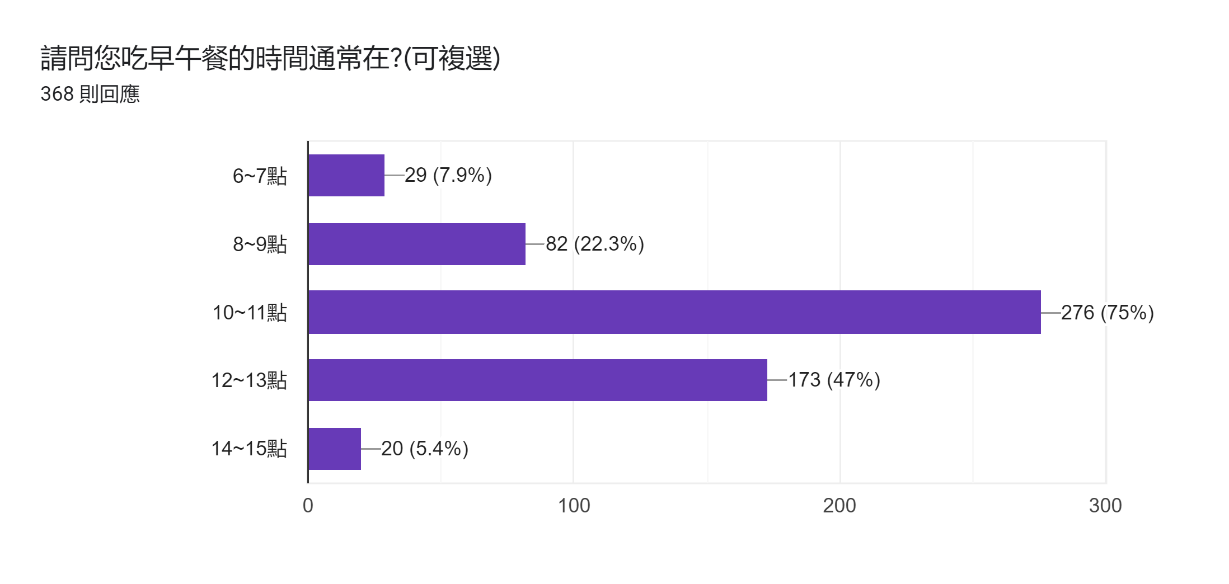 請問您吃早午餐的時間通常在?(可複選)
368 則回應
6~7點
29 (7.9%)
8~9點
82 (22.3%)
10~11點
276 (75%)
12~13點
173 (47%)
14~15點
20 (5.4%)
0
100
200
300